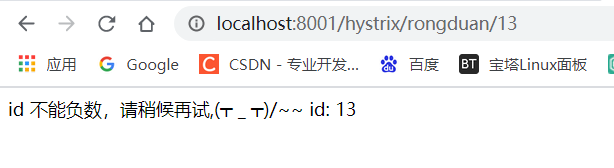 localhost:8001/hystrix/rongduan/13
应用 Google CSDN - 专业开发... 百度 BT 宝塔Linux面板
id 不能负数，请稍候再试,(┬＿┬)/~~ id: 13